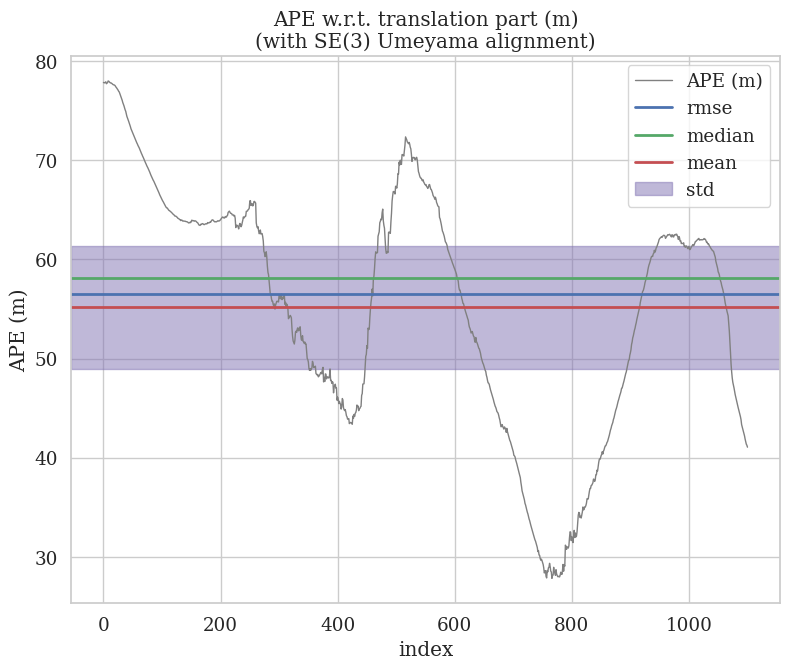 APE w.r.t. translation part (m)
(with SE(3) Umeyama alignment)
APE (m)
80
70
60
50
40
30
APE (m)
rmse
median
mean
std
0
200
400
600
800
1000
index